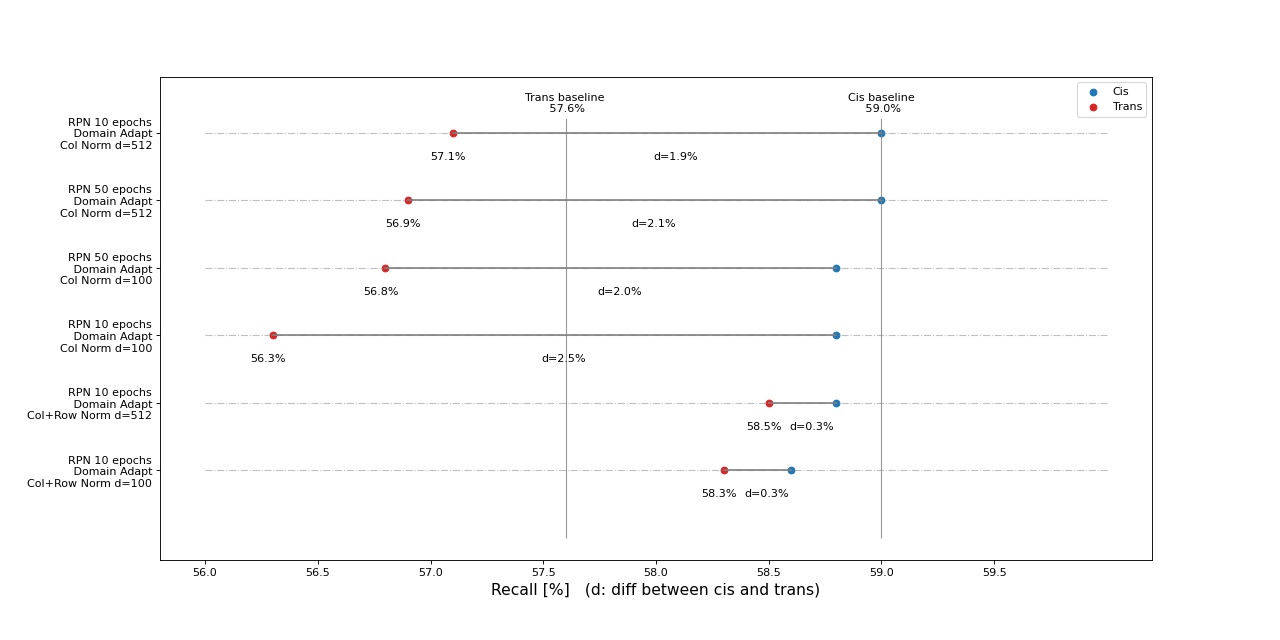 Trans baseline
57.6%
Cis baseline
59.0%
Cis
Trans
RPN 10 epochs
Domain Adapt
Col Norm d=512
57.1%
d=1.9%
RPN 50 epochs
Domain Adapt
Col Norm d=512
56.9%
d=2.1%
RPN 50 epochs
Domain Adapt
Col Norm d=100
56.8%
d=2.0%
RPN 10 epochs
Domain Adapt
Col Norm d=100
56.3%
d=2.5%
RPN 10 epochs
Domain Adapt
Col+Row Norm d=512
58.5%
d=0.3%
RPN 10 epochs
Domain Adapt
Col+Row Norm d=100
58.3%
d=0.3%
56.0
56.5
57.0
57.5
58.0
58.5
59.0
59.5
Recall [%] (d: diff between cis and trans)